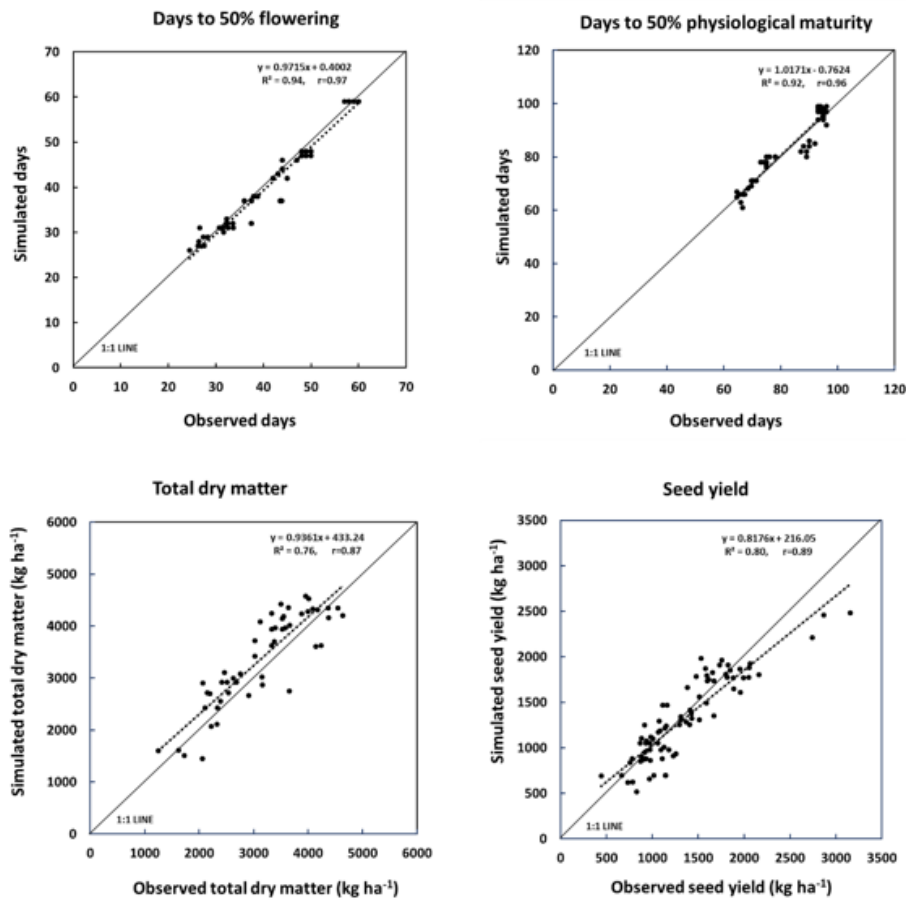 Days to 50% flowering
70
60
50
40
30
20
10
0
Simulated days
y = 0.9715x + 0.4002
R² = 0.94, r=0.97
1:1 LINE
0 10 20 30 40 50 60 70
Observed days
Days to 50% physiological maturity
120
100
80
60
40
20
0
Simulated days
y = 1.0171x - 0.7624
R² = 0.92, r=0.96
1:1 LINE
0 20 40 60 80 100 120
Observed days
Total dry matter
6000
5000
4000
3000
2000
1000
0
Simulated total dry matter (kg ha⁻¹)
y = 0.9361x + 433.24
R² = 0.76, r=0.87
1:1 LINE
0 1000 2000 3000 4000 5000 6000
Observed total dry matter (kg ha⁻¹)
Seed yield
3500
3000
2500
2000
1500
1000
500
0
Simulated seed yield (kg ha⁻¹)
y = 0.8176x + 216.05
R² = 0.80, r=0.89
1:1 LINE
0 500 1000 1500 2000 2500 3000 3500
Observed seed yield (kg ha⁻¹)